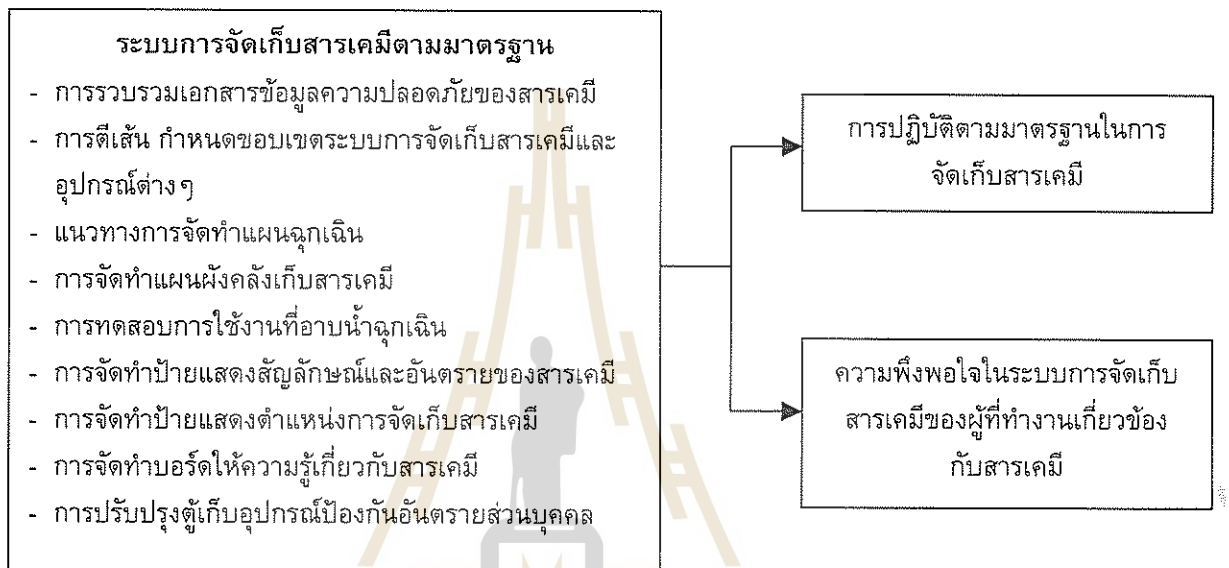 ระบบการจัดเก็บสารเคมีตามมาตรฐาน
- การรวบรวมเอกสารข้อมูลความปลอดภัยของสารเคมี
- การตีเส้น กำหนดขอบเขตระบบการจัดเก็บสารเคมีและ
อุปกรณ์ต่างๆ
- แนวทางการจัดทำแผนฉุกเฉิน
- การจัดทำแผนผังคลังเก็บสารเคมี
- การทดสอบการใช้งานที่อาบน้ำฉุกเฉิน
- การจัดทำป้ายแสดงสัญลักษณ์และอันตรายของสารเคมี
- การจัดทำป้ายแสดงตำแหน่งการจัดเก็บสารเคมี
- การจัดทำบอร์ดให้ความรู้เกี่ยวกับสารเคมี
- การปรับปรุงตู้เก็บอุปกรณ์ป้องกันอันตรายส่วนบุคคล
การปฏิบัติตามมาตรฐานในการ
จัดเก็บสารเคมี
ความพึงพอใจในระบบการจัดเก็บ
สารเคมีของผู้ที่ทำงานเกี่ยวข้อง
กับสารเคมี